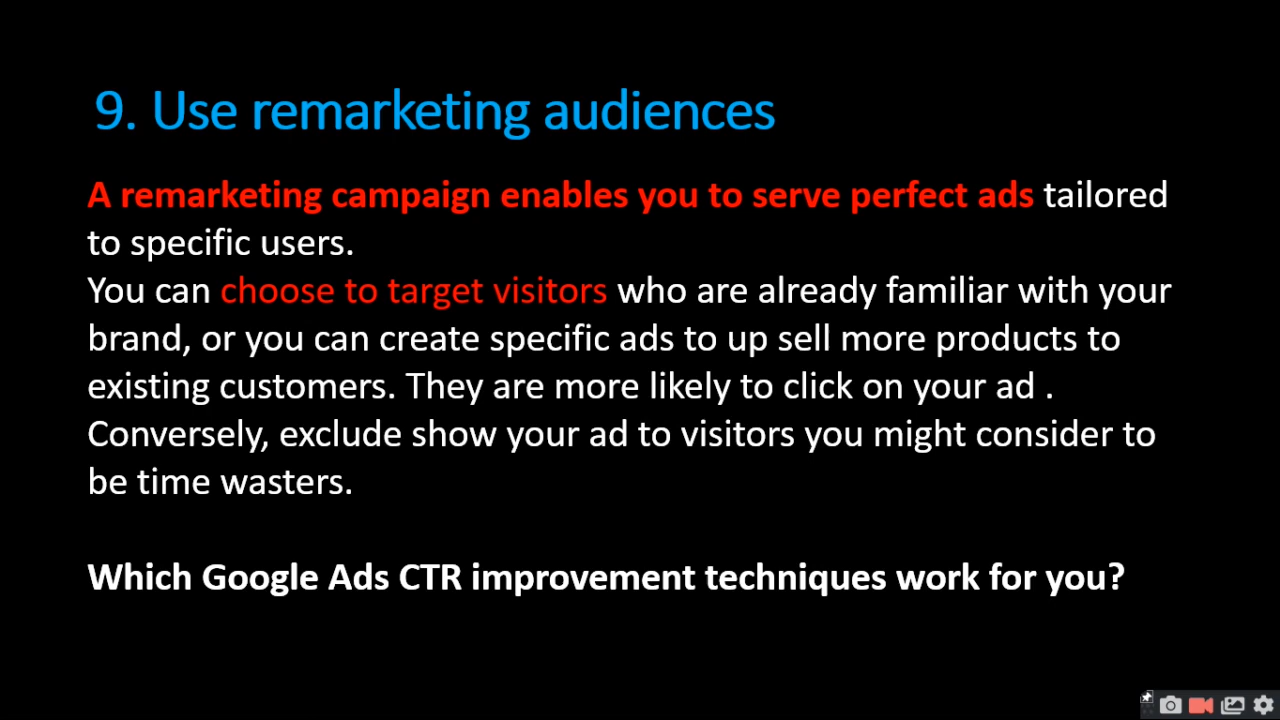 9. Use remarketing audiences
A remarketing campaign enables you to serve perfect ads tailored
to specific users.
You can choose to target visitors who are already familiar with your
brand, or you can create specific ads to up sell more products to
existing customers. They are more likely to click on your ad .
Conversely, exclude show your ad to visitors you might consider to
be time wasters.
Which Google Ads CTR improvement techniques work for you?